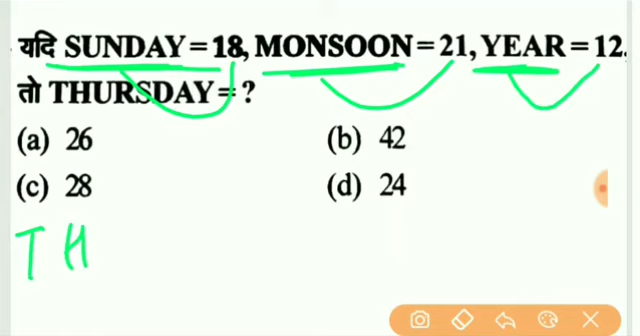 यदि SUNDAY = 18, MONSOON = 21, YEAR = 12,
तो THURSDAY = ?
(a) 26 (b) 42
(c) 28 (d) 24
T H